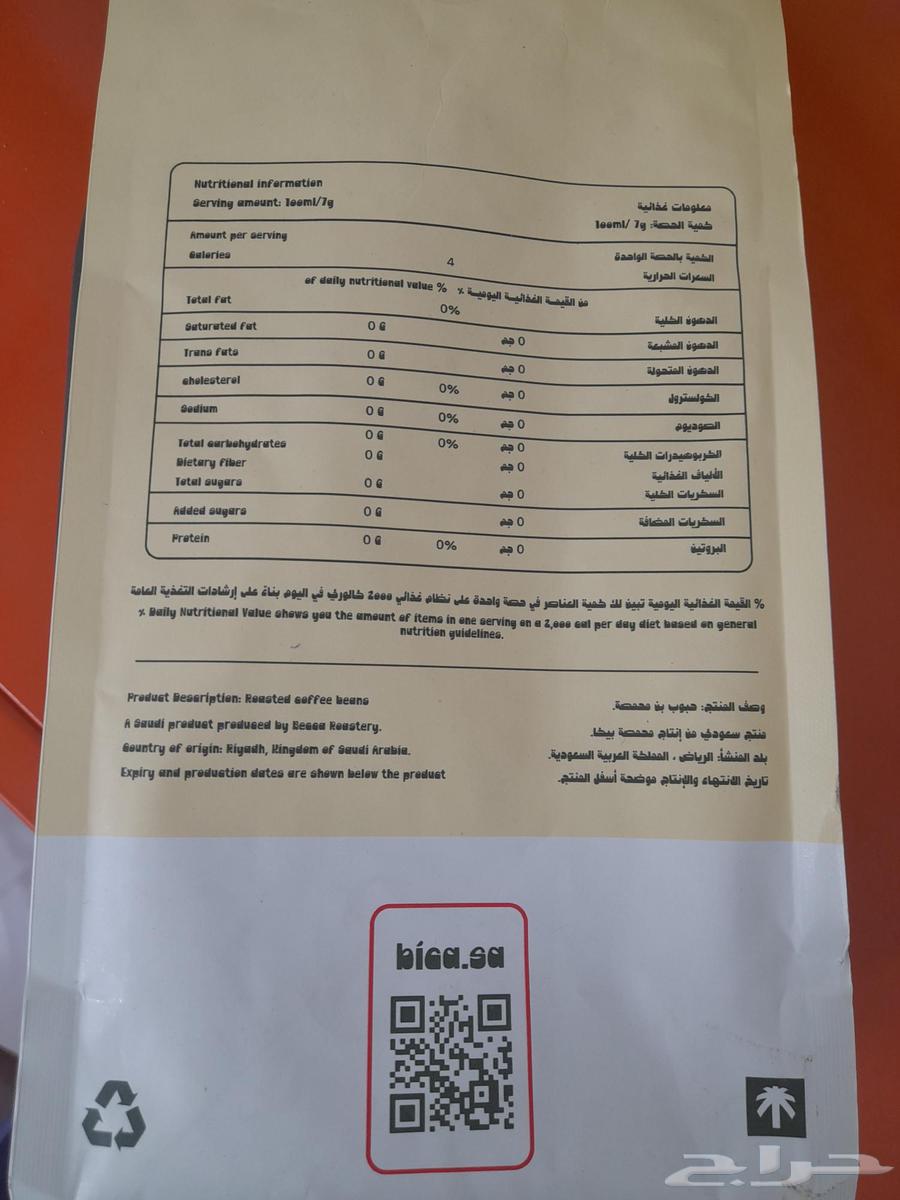 Nutritional information
معلومات غذائية
Serving amount: 100ml/7g
كمية الحصة: 100ml/ 7g
Amount per serving
الكمية بالحصة الواحدة
Calories 4 السعرات الحرارية
of daily nutritional value % من القيمة الغذائية اليومية %
Total fat 0% الدهون الكلية
Saturated fat 0 G 0 جم الدهون المشبعة
Trans fats 0 G 0 جم الدهون المتحولة
cholesterol 0 G 0% 0 جم الكولسترول
Sodium 0 G 0% 0 جم الصوديوم
Total carbohydrates 0 G 0% 0 جم الكربوهيدرات الكلية
Dietary fiber 0 G 0 جم الألياف الغذائية
Total sugars 0 G 0 جم السكريات الكلية
Added sugars 0 G 0 جم السكريات المضافة
Protein 0 G 0% 0 جم البروتين
% القيمة الغذائية اليومية تبين لك كمية العناصر في حصة واحدة على نظام غذائي 2000 كالوري في اليوم بناءً على إرشادات التغذية العامة
% Daily Nutritional Value shows you the amount of items in one serving on a 2,000 cal per day diet based on general
nutrition guidelines.
Product Description: Roasted coffee beans
A Saudi product produced by Becca Roastery.
Country of origin: Riyadh, Kingdom of Saudi Arabia.
Expiry and production dates are shown below the product
وصف المنتج: حبوب بن محمصة.
منتج سعودي من إنتاج محمصة بيكا.
بلد المنشأ: الرياض ، المملكة العربية السعودية.
تاريخ الانتهاء والإنتاج موضحة أسفل المنتج.
bica.sa
حراج